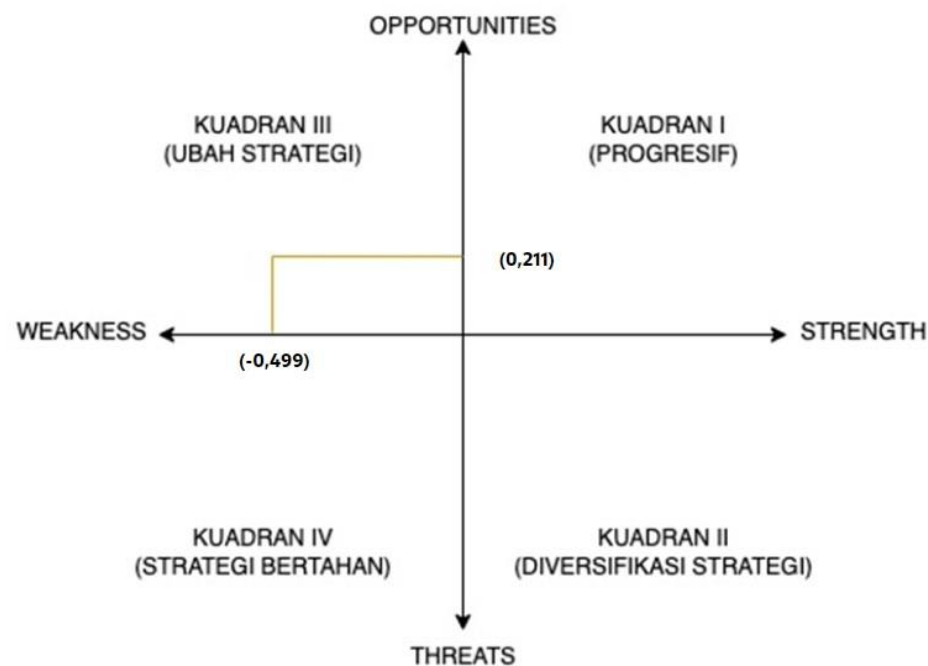 OPPORTUNITIES
KUADRAN III
(UBAH STRATEGI)
KUADRAN I
(PROGRESIF)
(0,211)
WEAKNESS
STRENGTH
(-0,499)
KUADRAN IV
(STRATEGI BERTAHAN)
KUADRAN II
(DIVERSIFIKASI STRATEGI)
THREATS